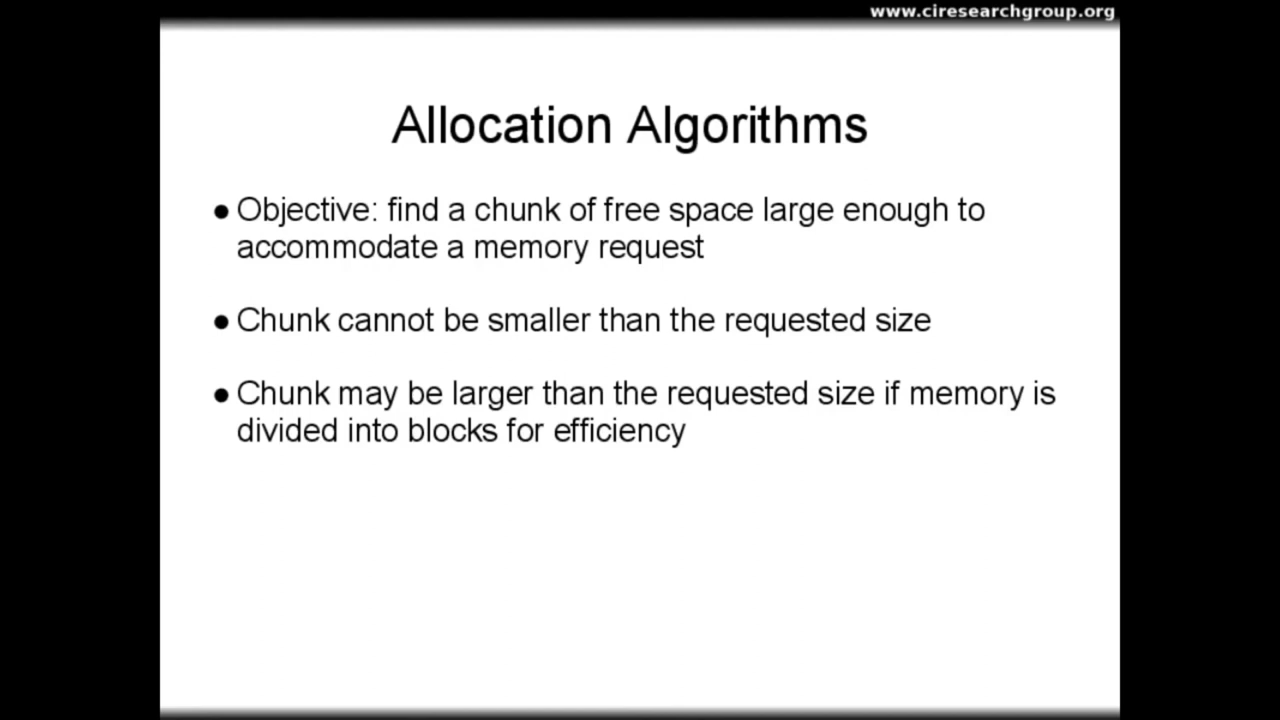 www.ciresearchgroup.org
Allocation Algorithms
● Objective: find a chunk of free space large enough to
accommodate a memory request
● Chunk cannot be smaller than the requested size
● Chunk may be larger than the requested size if memory is
divided into blocks for efficiency